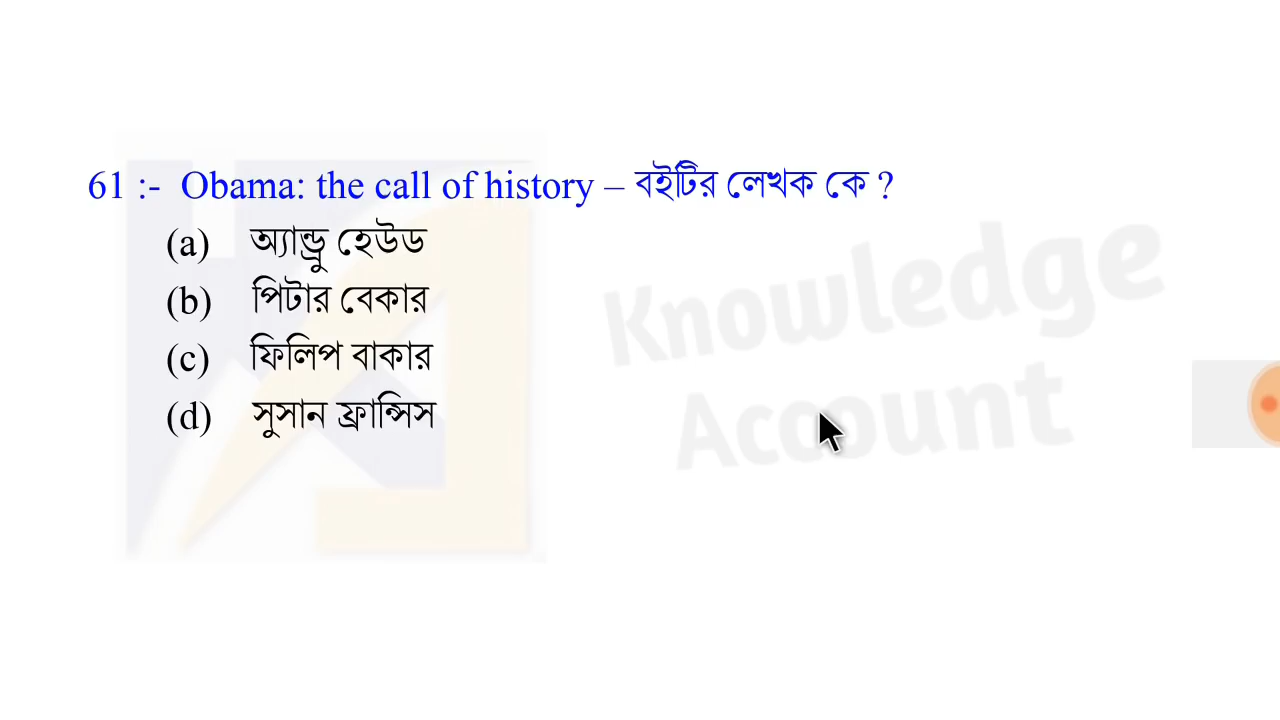 61 :- Obama: the call of history – বইটির লেখক কে ?
(a) অ্যান্ড্রু হেউড
(b) পিটার বেকার
(c) ফিলিপ বাকার
(d) সুসান ফ্রান্সিস
Knowledge
Account